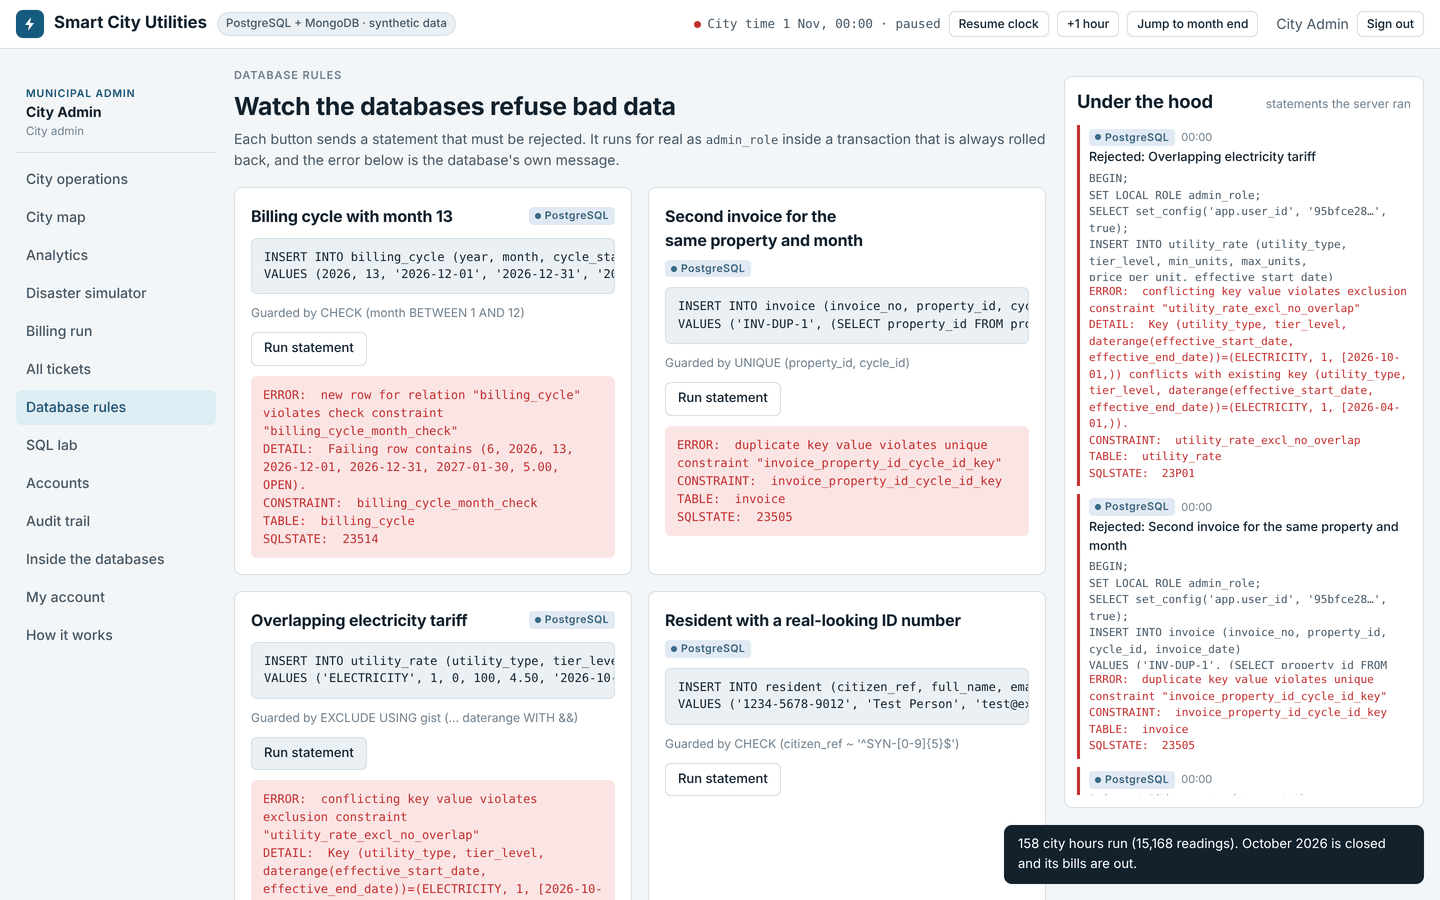 Smart City Utilities
PostgreSQL + MongoDB · synthetic data
City time 1 Nov, 00:00 · paused
Resume clock
+1 hour
Jump to month end
City Admin
Sign out
MUNICIPAL ADMIN
City Admin
City admin
City operations
City map
Analytics
Disaster simulator
Billing run
All tickets
Database rules
SQL lab
Accounts
Audit trail
Inside the databases
My account
How it works
DATABASE RULES
Watch the databases refuse bad data
Each button sends a statement that must be rejected. It runs for real as admin_role inside a transaction that is always rolled
back, and the error below is the database's own message.
Billing cycle with month 13
PostgreSQL
INSERT INTO billing_cycle (year, month, cycle_sta
VALUES (2026, 13, '2026-12-01', '2026-12-31', '20
Guarded by CHECK (month BETWEEN 1 AND 12)
Run statement
ERROR:  new row for relation "billing_cycle"
violates check constraint
"billing_cycle_month_check"
DETAIL:  Failing row contains (6, 2026, 13,
2026-12-01, 2026-12-31, 2027-01-30, 5.00,
OPEN).
CONSTRAINT:  billing_cycle_month_check
TABLE:  billing_cycle
SQLSTATE:  23514
Second invoice for the
same property and month
PostgreSQL
INSERT INTO invoice (invoice_no, property_id, cyc
VALUES ('INV-DUP-1', (SELECT property_id FROM pro
Guarded by UNIQUE (property_id, cycle_id)
Run statement
ERROR:  duplicate key value violates unique
constraint "invoice_property_id_cycle_id_key"
CONSTRAINT:  invoice_property_id_cycle_id_key
TABLE:  invoice
SQLSTATE:  23505
Overlapping electricity tariff
PostgreSQL
INSERT INTO utility_rate (utility_type, tier_leve
VALUES ('ELECTRICITY', 1, 0, 100, 4.50, '2026-10-
Guarded by EXCLUDE USING gist (... daterange WITH &&)
Run statement
ERROR:  conflicting key value violates
exclusion constraint
"utility_rate_excl_no_overlap"
DETAIL:  Key (utility_type, tier_level,
daterange(effective_start_date,
effective_end_date))=(ELECTRICITY, 1, [2026-10-
Resident with a real-looking ID number
PostgreSQL
INSERT INTO resident (citizen_ref, full_name, ema
VALUES ('1234-5678-9012', 'Test Person', 'test@ex
Guarded by CHECK (citizen_ref ~ '^SYN-[0-9]{5}$')
Run statement
Under the hood
statements the server ran
PostgreSQL 00:00
Rejected: Overlapping electricity tariff
BEGIN;
SET LOCAL ROLE admin_role;
SELECT set_config('app.user_id', '95bfce28…',
true);
INSERT INTO utility_rate (utility_type,
tier_level, min_units, max_units,
price_per_unit, effective_start_date)
ERROR:  conflicting key value violates exclusion
constraint "utility_rate_excl_no_overlap"
DETAIL:  Key (utility_type, tier_level,
daterange(effective_start_date,
effective_end_date))=(ELECTRICITY, 1, [2026-10-
01,)) conflicts with existing key (utility_type,
tier_level, daterange(effective_start_date,
effective_end_date))=(ELECTRICITY, 1, [2026-04-
01,)).
CONSTRAINT:  utility_rate_excl_no_overlap
TABLE:  utility_rate
SQLSTATE:  23P01
PostgreSQL 00:00
Rejected: Second invoice for the same property and
month
BEGIN;
SET LOCAL ROLE admin_role;
SELECT set_config('app.user_id', '95bfce28…',
true);
INSERT INTO invoice (invoice_no, property_id,
cycle_id, invoice_date)
VALUES ('INV-DUP-1', (SELECT property_id FROM
ERROR:  duplicate key value violates unique
constraint "invoice_property_id_cycle_id_key"
CONSTRAINT:  invoice_property_id_cycle_id_key
TABLE:  invoice
SQLSTATE:  23505
PostgreSQL 00:00
158 city hours run (15,168 readings). October 2026 is closed
and its bills are out.